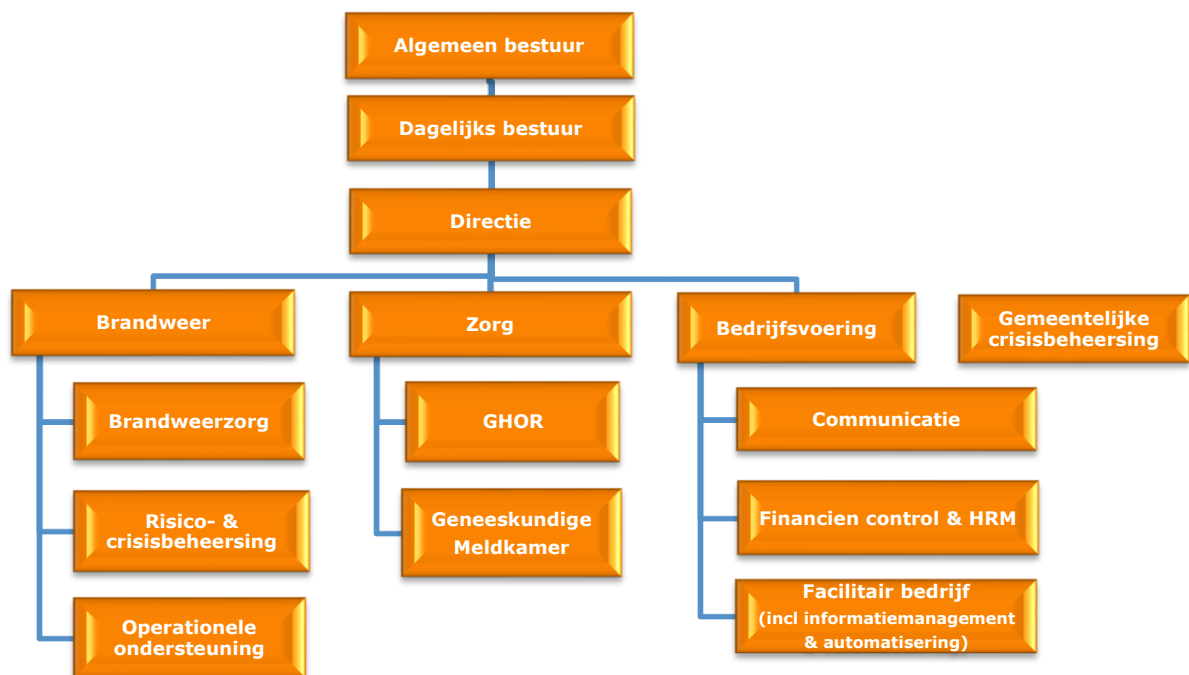 Algemeen bestuur
Dagelijks bestuur
Directie
Brandweer
Zorg
Bedrijfsvoering
Gemeentelijke
crisisbeheersing
Brandweerzorg
GHOR
Communicatie
Risico- &
crisisbeheersing
Geneeskundige
Meldkamer
Financien control & HRM
Operationele
ondersteuning
Facilitair bedrijf
(incl informatiemanagement
& automatisering)